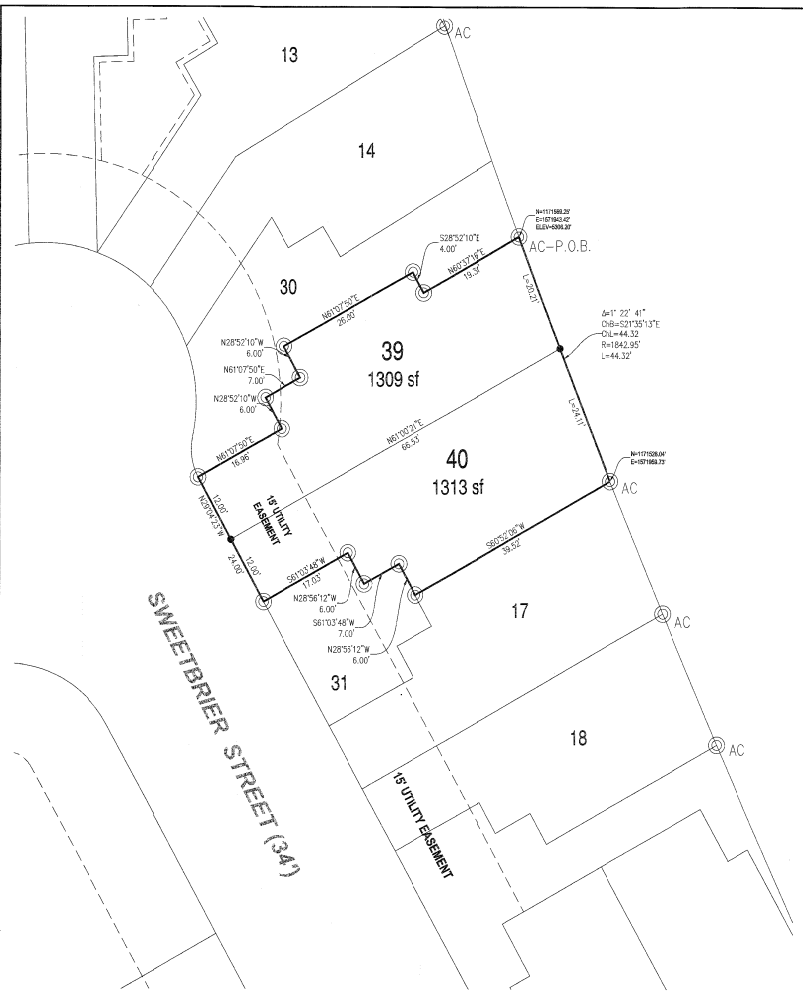 AC
13
14
N=1171589.25'
E=1571943.42'
ELEV=5306.20'
AC-P.O.B.
S28°52'10"E
4.00'
N60°37'16"E
19.31'
30
L=20.21'
N61°07'50"E
26.50'
Δ=1° 22' 41"
ChB=S21°35'13"E
ChL=44.32
R=1842.95'
L=44.32'
N28°52'10"W
6.00'
39
1309 sf
N61°07'50"E
7.00'
N28°52'10"W
6.00'
L=24.11'
N61°07'50"E
16.96'
N61°00'21"E
66.53'
40
1313 sf
N=1171528.04'
E=1571959.73'
AC
12.00'
N29°04'23"W
24.00'
12.00'
15' UTILITY
EASEMENT
S60°52'06"W
39.52'
S61°03'48"W
17.03'
N28°56'12"W
6.00'
S61°03'48"W
7.00'
N28°56'12"W
6.00'
17
AC
31
SWEETBRIER STREET (34')
18
AC
15' UTILITY EASEMENT